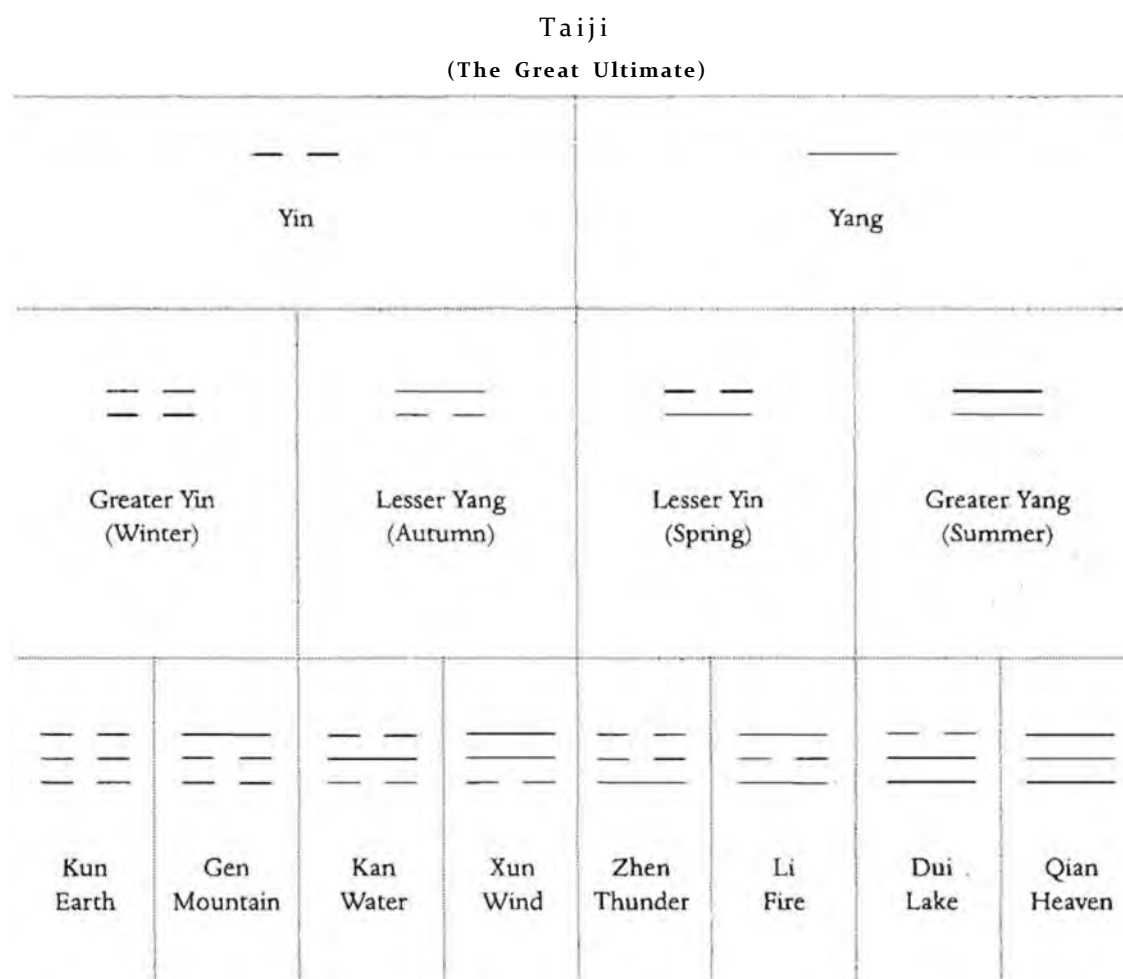 Taiji
(The Great Ultimate)
Yin
Yang
Greater Yin
(Winter)
Lesser Yang
(Autumn)
Lesser Yin
(Spring)
Greater Yang
(Summer)
Kun
Earth
Gen
Mountain
Kan
Water
Xun
Wind
Zhen
Thunder
Li
Fire
Dui
Lake
Qian
Heaven